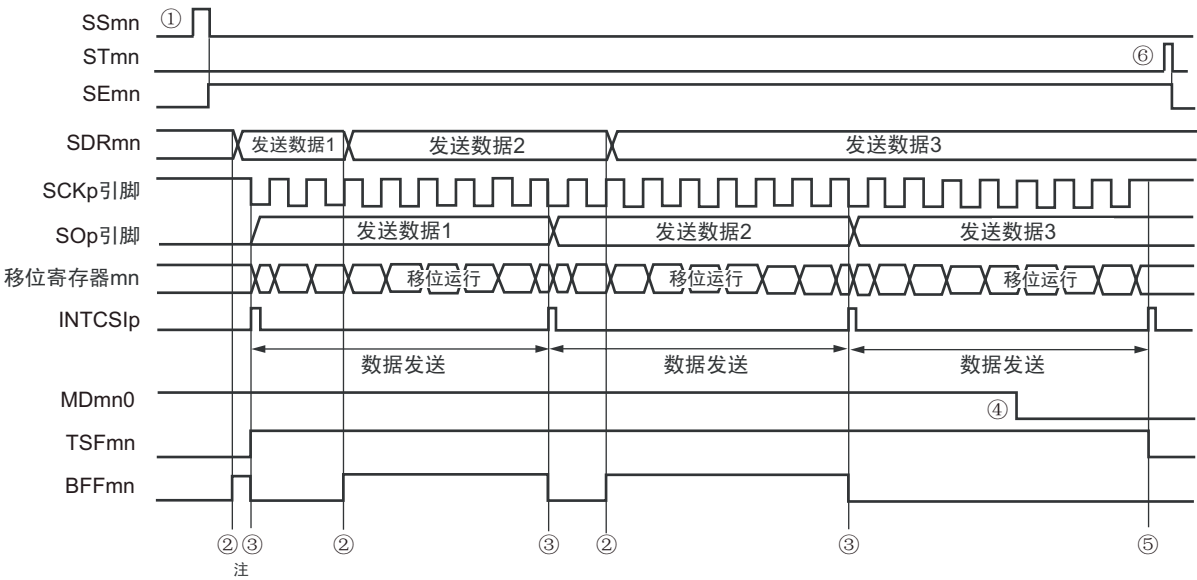 SSmn ①
STmn ⑥
SEmn
SDRmn 发送数据1 发送数据2 发送数据3
SCKp引脚
SOp引脚 发送数据1 发送数据2 发送数据3
移位寄存器mn 移位运行 移位运行 移位运行
INTCSIp
数据发送 数据发送 数据发送
MDmn0 ④
TSFmn
BFFmn
②③ ② ③ ② ③ ⑤
注